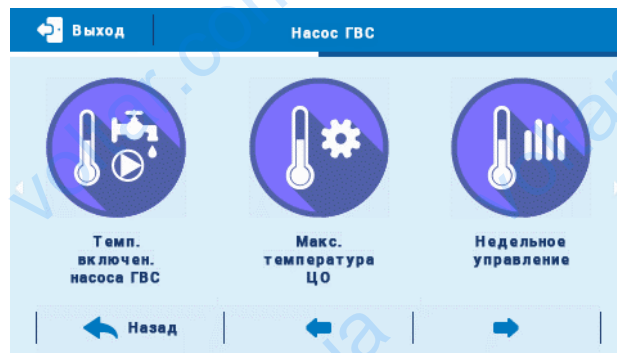 Выход
Насос ГВС
Темп.
включен.
насоса ГВС
Макс.
температура
ЦО
Недельное
управление
Назад